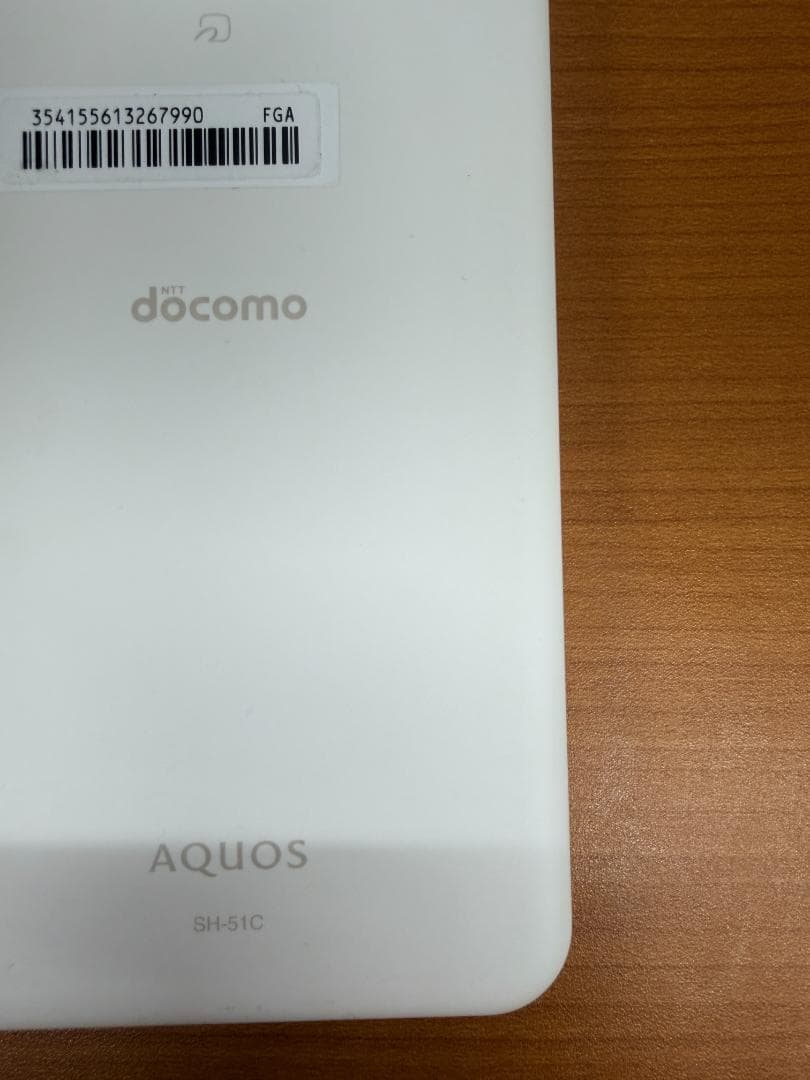 354155613267990 FGA
NTT
docomo
AQUOS
SH-51C